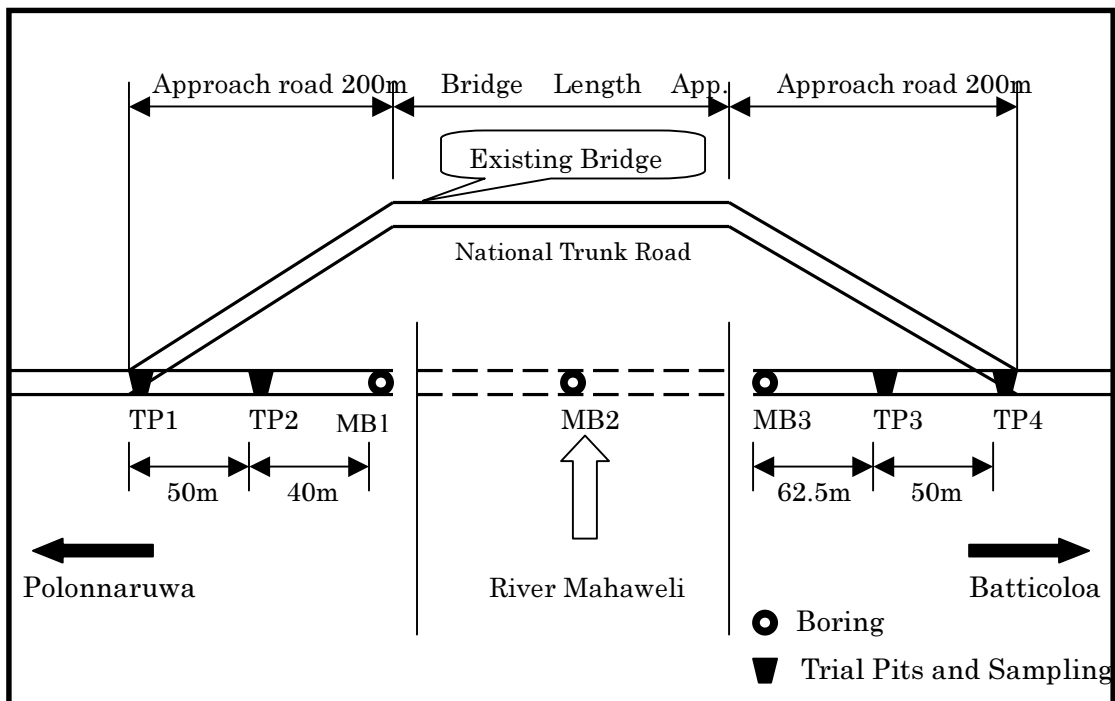 Approach road 200m Bridge Length App. Approach road 200m
Existing Bridge
National Trunk Road
TP1 TP2 MB1 MB2 MB3 TP3 TP4
50m 40m 62.5m 50m
Polonnaruwa River Mahaweli Batticoloa
Boring
Trial Pits and Sampling